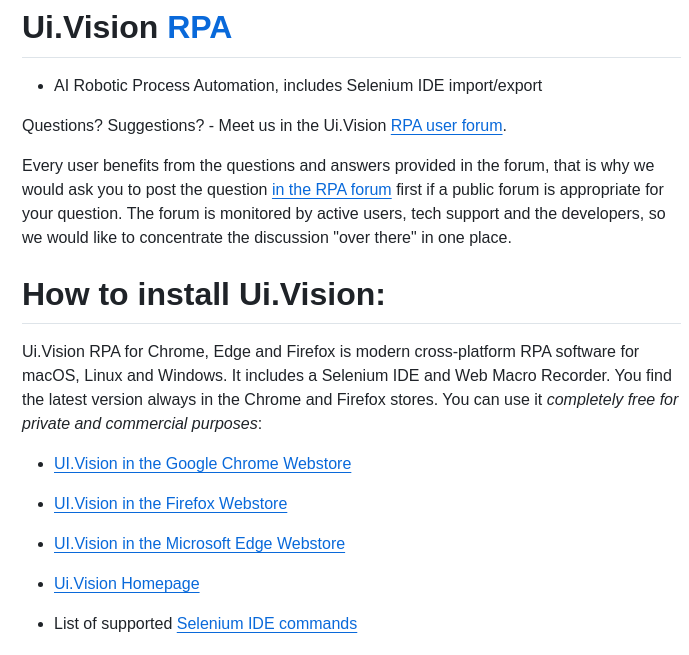 Ui.Vision RPA
AI Robotic Process Automation, includes Selenium IDE import/export
Questions? Suggestions? - Meet us in the Ui.Vision RPA user forum.
Every user benefits from the questions and answers provided in the forum, that is why we
would ask you to post the question in the RPA forum first if a public forum is appropriate for
your question. The forum is monitored by active users, tech support and the developers, so
we would like to concentrate the discussion "over there" in one place.
How to install Ui.Vision:
Ui.Vision RPA for Chrome, Edge and Firefox is modern cross-platform RPA software for
macOS, Linux and Windows. It includes a Selenium IDE and Web Macro Recorder. You find
the latest version always in the Chrome and Firefox stores. You can use it completely free for
private and commercial purposes:
UI.Vision in the Google Chrome Webstore
UI.Vision in the Firefox Webstore
UI.Vision in the Microsoft Edge Webstore
Ui.Vision Homepage
List of supported Selenium IDE commands